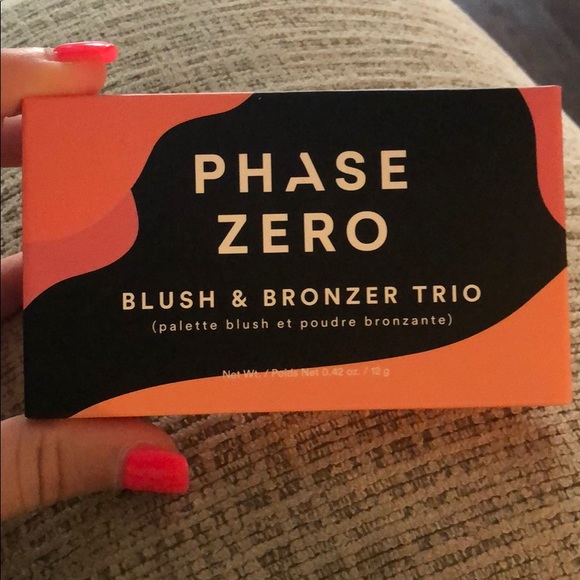 PHASE
ZERO
BLUSH & BRONZER TRIO
(palette blush et poudre bronzante)
Net Wt. / Poids Net 0.42 oz. / 12 g